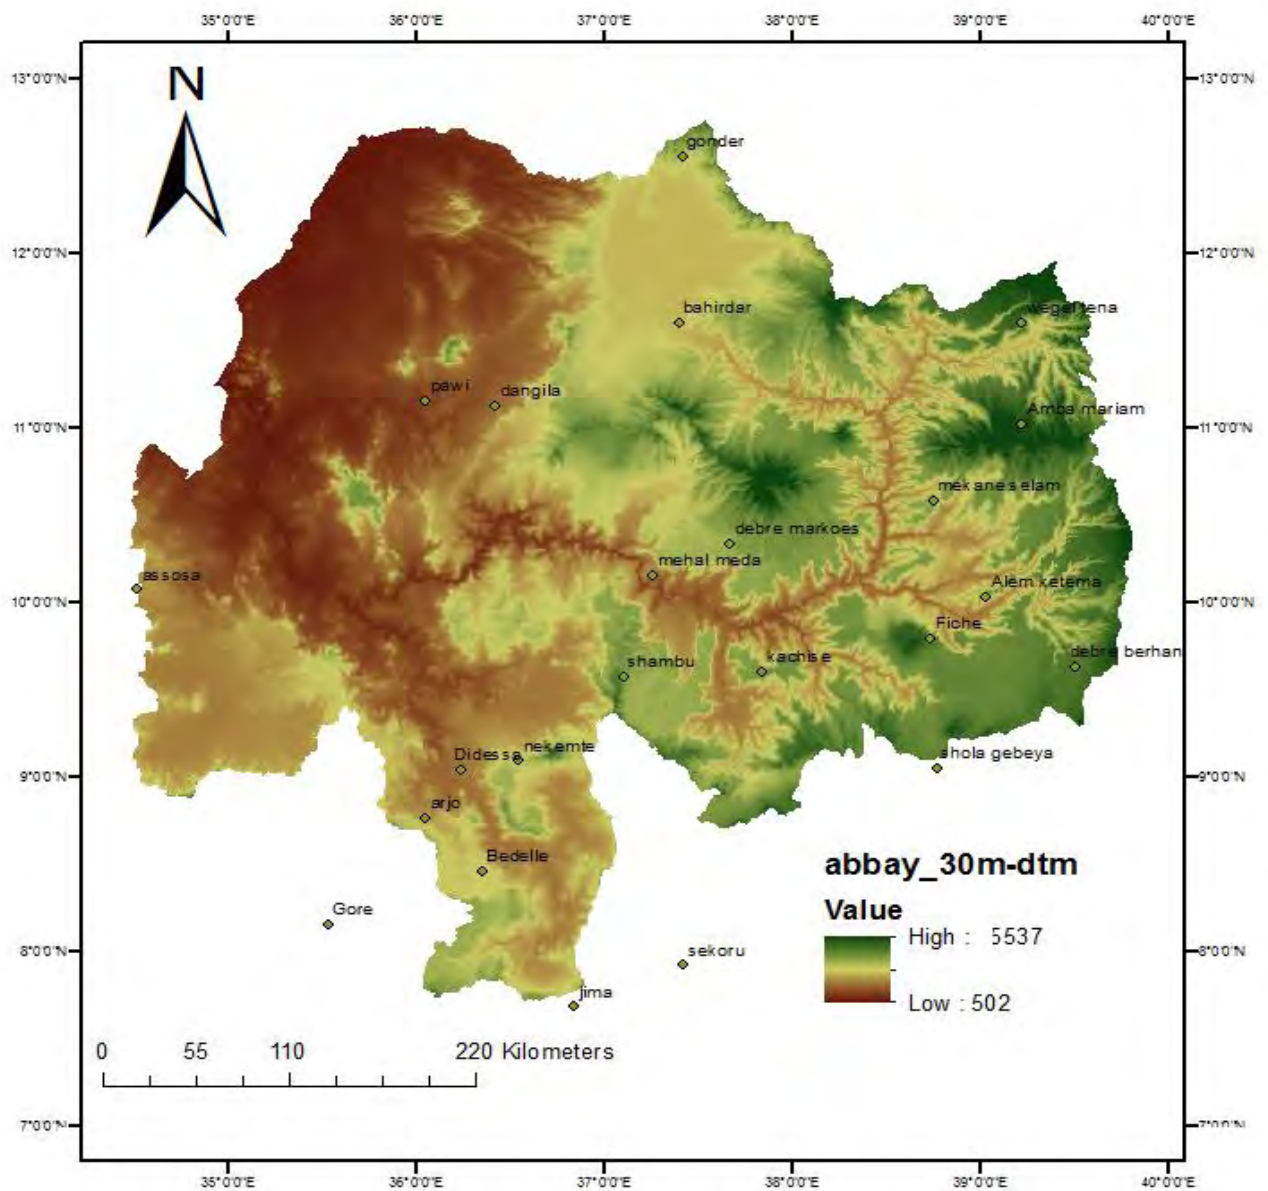 35°0'0"E 36°0'0"E 37°0'0"E 38°0'0"E 39°0'0"E 40°0'0"E
13°0'0"N 13°0'0"N
N
gonder
12°0'0"N 12°0'0"N
bahirdar wegel tena
pawi dangila
Amba mariam
11°0'0"N 11°0'0"N
mekaneselam
debre markoes
mehal meda
assosa Alem ketema
10°0'0"N 10°0'0"N
Fiche
shambu kachise debre berhan
Didessa nekemte shola gebeya
9°0'0"N 9°0'0"N
arjo
Bedelle
abbay_30m-dtm
Value
Gore
High : 5537
8°0'0"N sekoru 8°0'0"N
jima
Low : 502
0 55 110 220 Kilometers
7°0'0"N 7°0'0"N
35°0'0"E 36°0'0"E 37°0'0"E 38°0'0"E 39°0'0"E 40°0'0"E